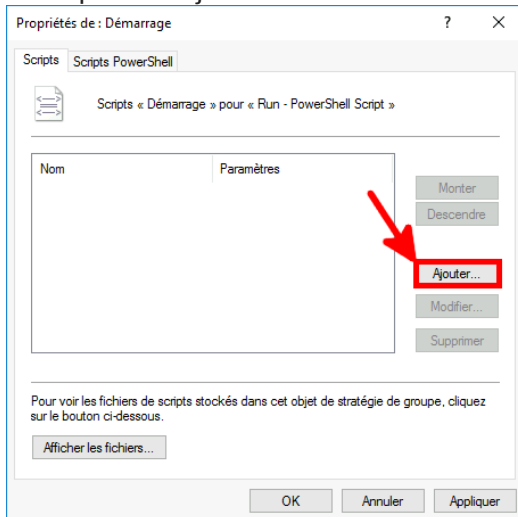 Propriétés de : Démarrage
?
Scripts
Scripts PowerShell
Scripts « Démarrage » pour « Run - PowerShell Script »
Nom
Paramètres
Monter
Descendre
Ajouter...
Modifier...
Supprimer
Pour voir les fichiers de scripts stockés dans cet objet de stratégie de groupe, cliquez
sur le bouton ci-dessous.
Afficher les fichiers...
OK
Annuler
Appliquer